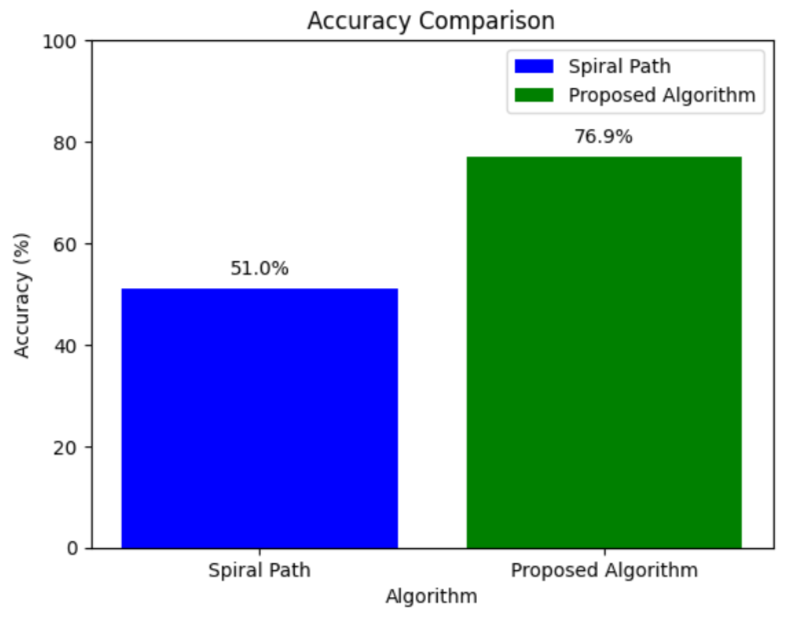 Accuracy Comparison
100
80
60
40
20
0
Accuracy (%)
Spiral Path
Proposed Algorithm
76.9%
51.0%
Spiral Path
Proposed Algorithm
Algorithm